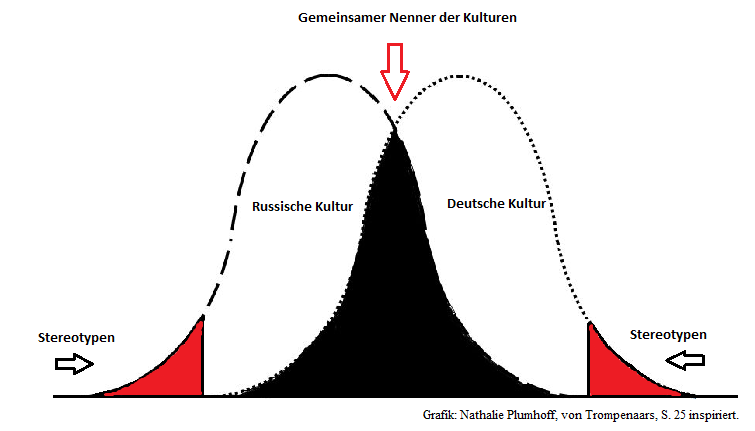 Gemeinsamer Nenner der Kulturen
Russische Kultur
Deutsche Kultur
Stereotypen
Stereotypen
Grafik: Nathalie Plumhoff, von Trompenaars, S. 25 inspiriert.